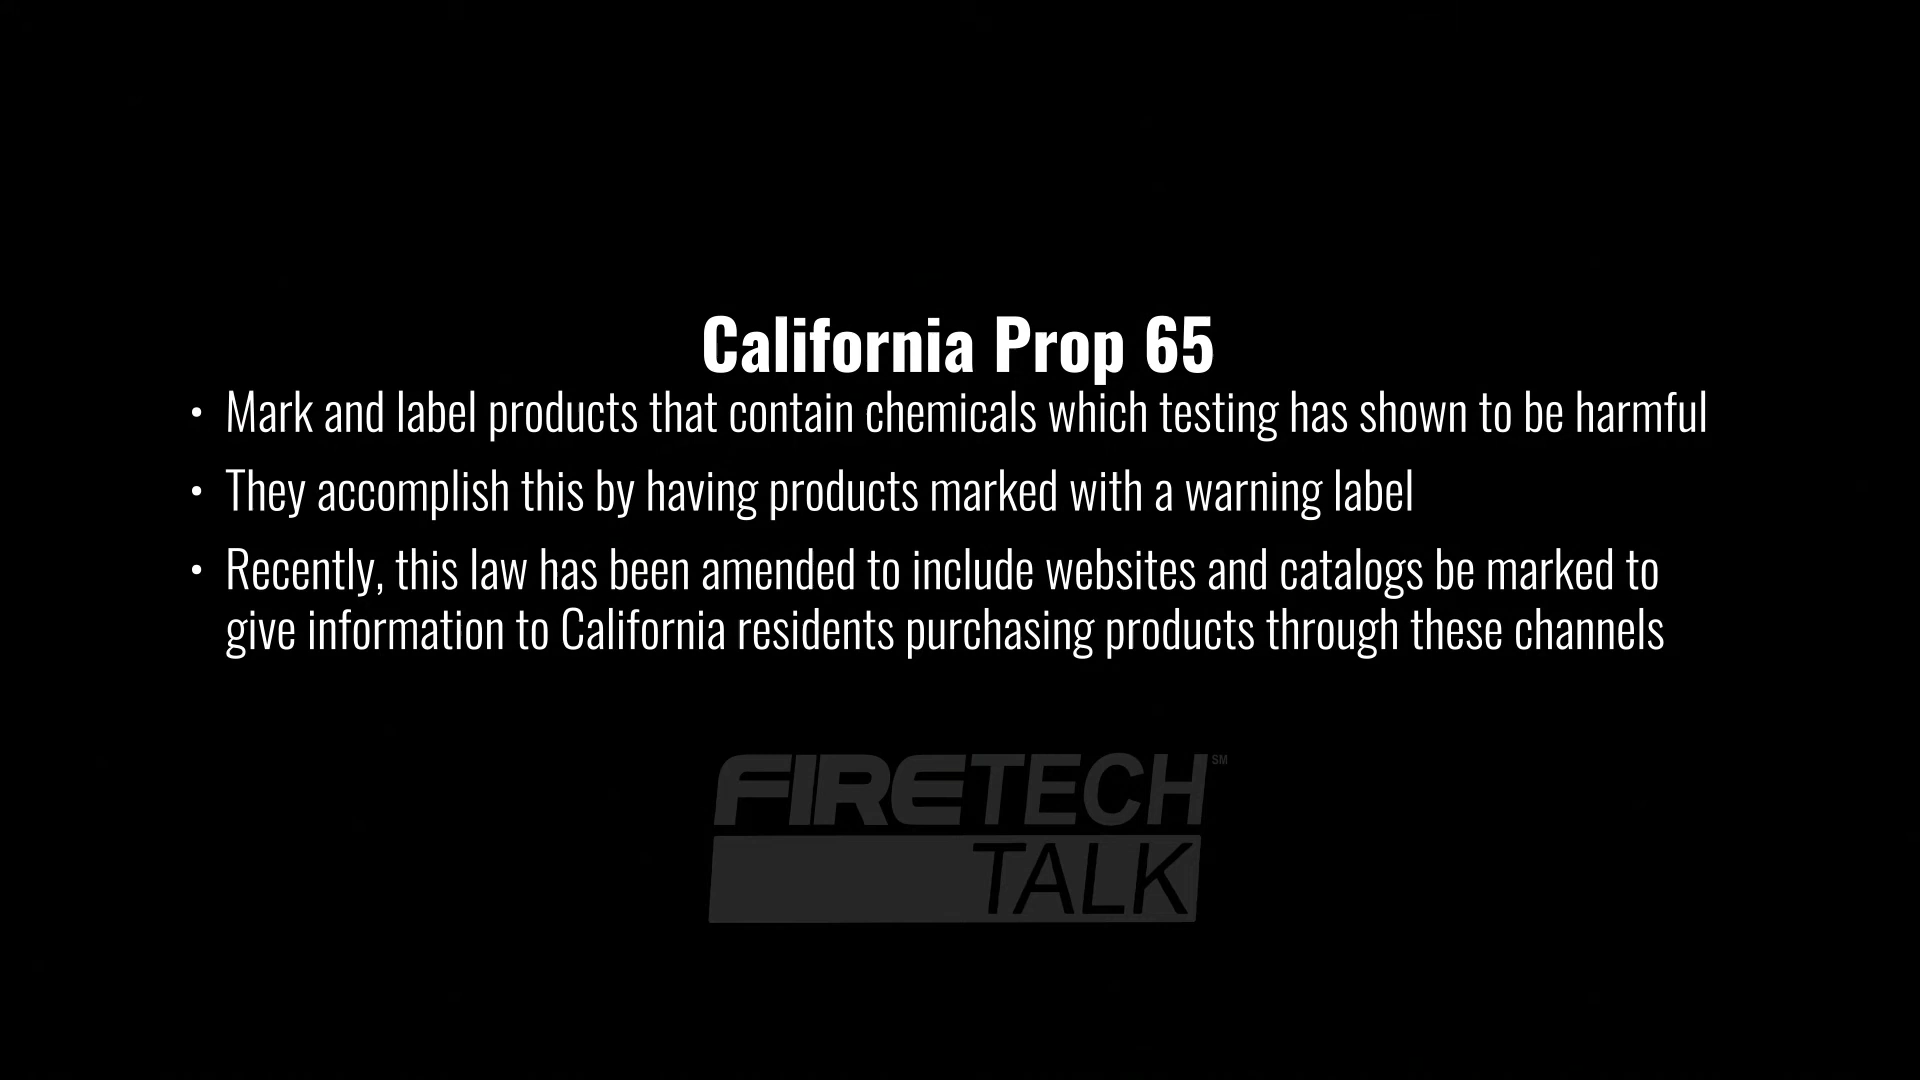 California Prop 65
• Mark and label products that contain chemicals which testing has shown to be harmful
• They accomplish this by having products marked with a warning label
• Recently, this law has been amended to include websites and catalogs be marked to
give information to California residents purchasing products through these channels
FIRETECH SM
TALK